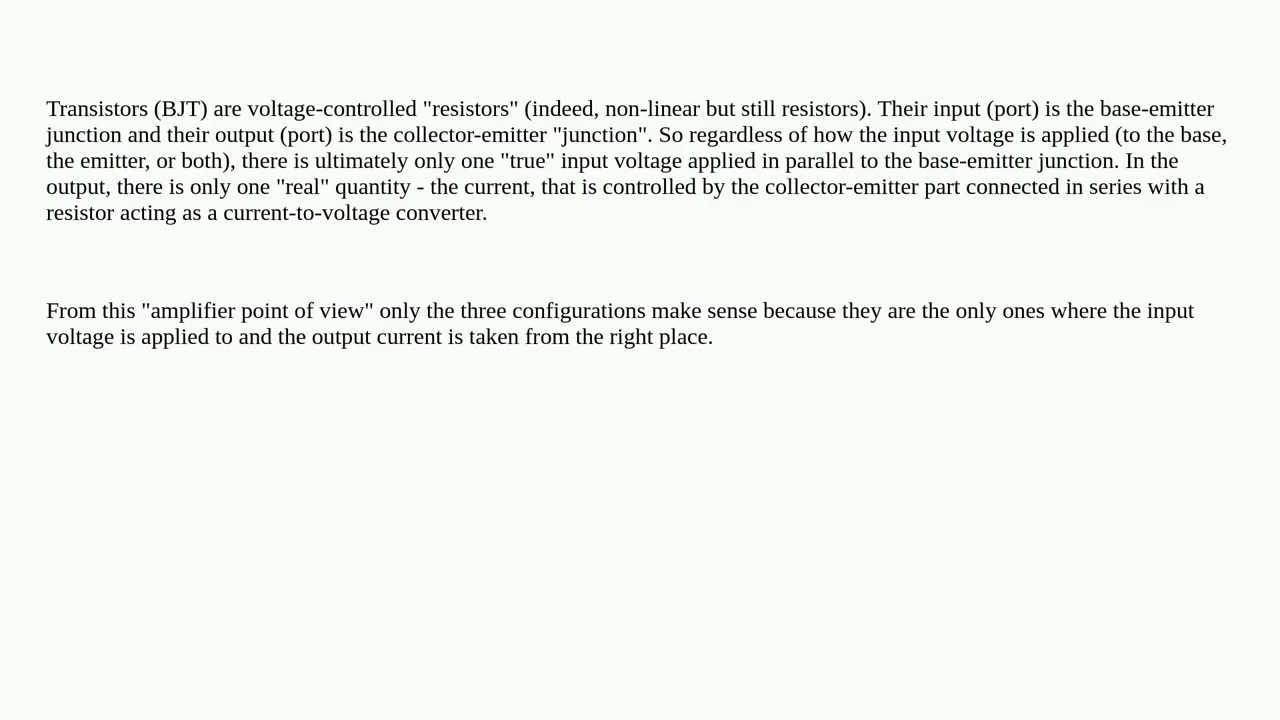 Transistors (BJT) are voltage-controlled "resistors" (indeed, non-linear but still resistors). Their input (port) is the base-emitter
junction and their output (port) is the collector-emitter "junction". So regardless of how the input voltage is applied (to the base,
the emitter, or both), there is ultimately only one "true" input voltage applied in parallel to the base-emitter junction. In the
output, there is only one "real" quantity - the current, that is controlled by the collector-emitter part connected in series with a
resistor acting as a current-to-voltage converter.
From this "amplifier point of view" only the three configurations make sense because they are the only ones where the input
voltage is applied to and the output current is taken from the right place.